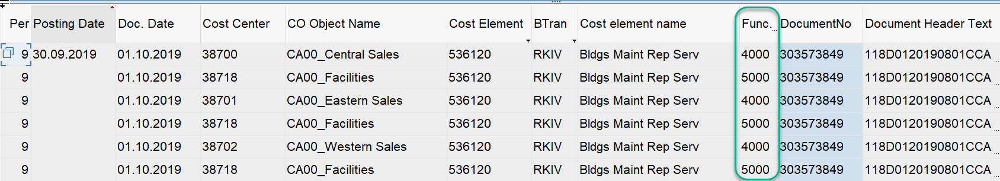 Per Posting Date Doc. Date Cost Center CO Object Name Cost Element BTran Cost element name Func... DocumentNo Document Header Text
9 30.09.2019 01.10.2019 38700 CA00_Central Sales 536120 RKIV Bldgs Maint Rep Serv 4000 303573849 118D0120190801CCA ...
9 01.10.2019 38718 CA00_Facilities 536120 RKIV Bldgs Maint Rep Serv 5000 303573849 118D0120190801CCA ...
9 01.10.2019 38701 CA00_Eastern Sales 536120 RKIV Bldgs Maint Rep Serv 4000 303573849 118D0120190801CCA ...
9 01.10.2019 38718 CA00_Facilities 536120 RKIV Bldgs Maint Rep Serv 5000 303573849 118D0120190801CCA ...
9 01.10.2019 38702 CA00_Western Sales 536120 RKIV Bldgs Maint Rep Serv 4000 303573849 118D0120190801CCA ...
9 01.10.2019 38718 CA00_Facilities 536120 RKIV Bldgs Maint Rep Serv 5000 303573849 118D0120190801CCA ...